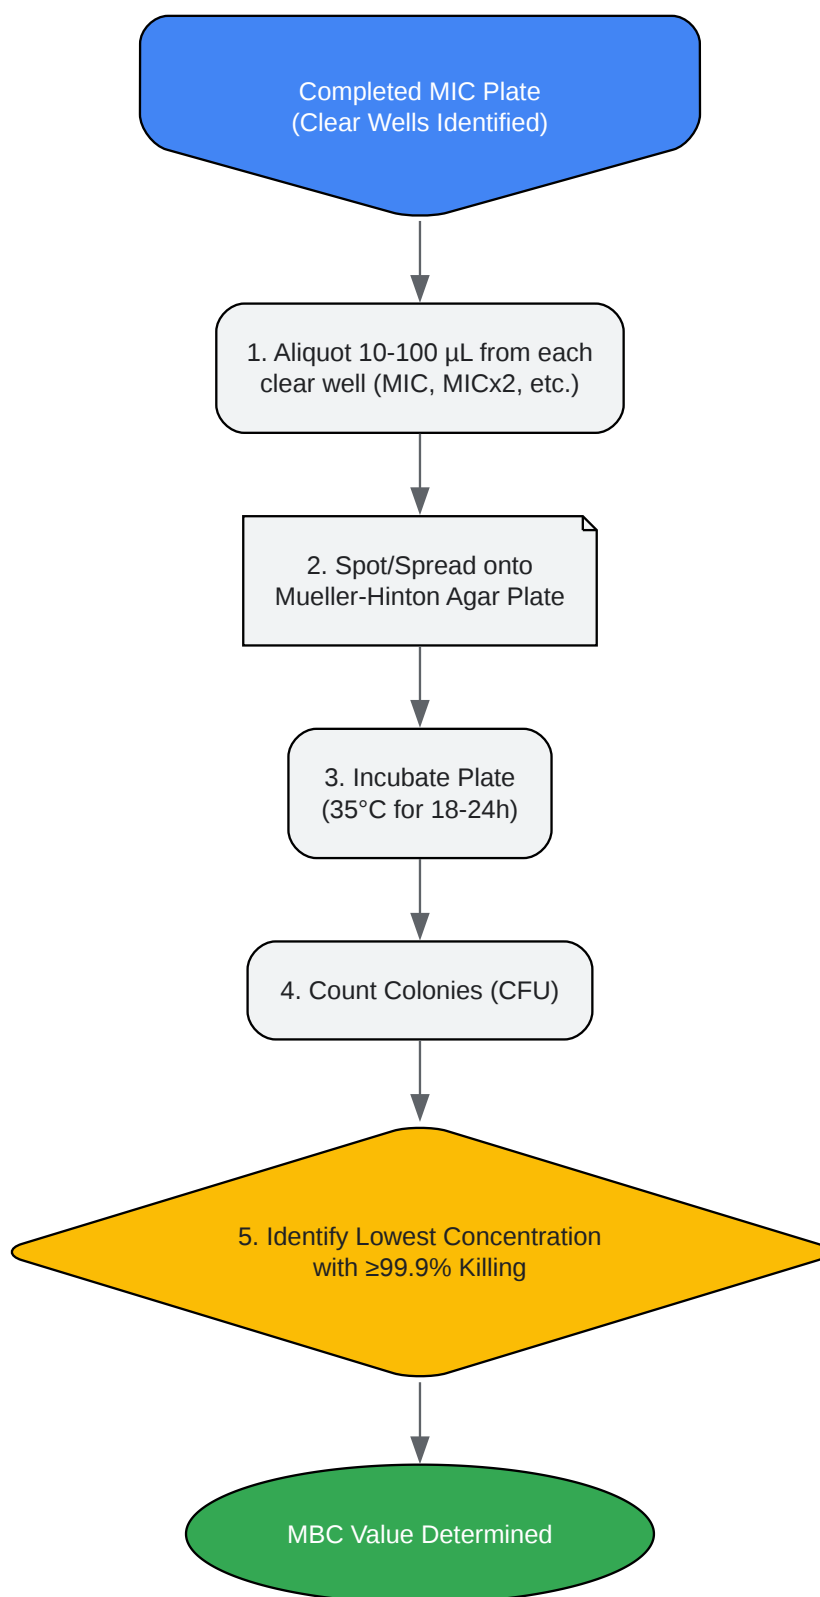 Completed MIC Plate
(Clear Wells Identified)
1. Aliquot 10-100 µL from each
clear well (MIC, MICx2, etc.)
2. Spot/Spread onto
Mueller-Hinton Agar Plate
3. Incubate Plate
(35°C for 18-24h)
4. Count Colonies (CFU)
5. Identify Lowest Concentration
with ≥99.9% Killing
MBC Value Determined